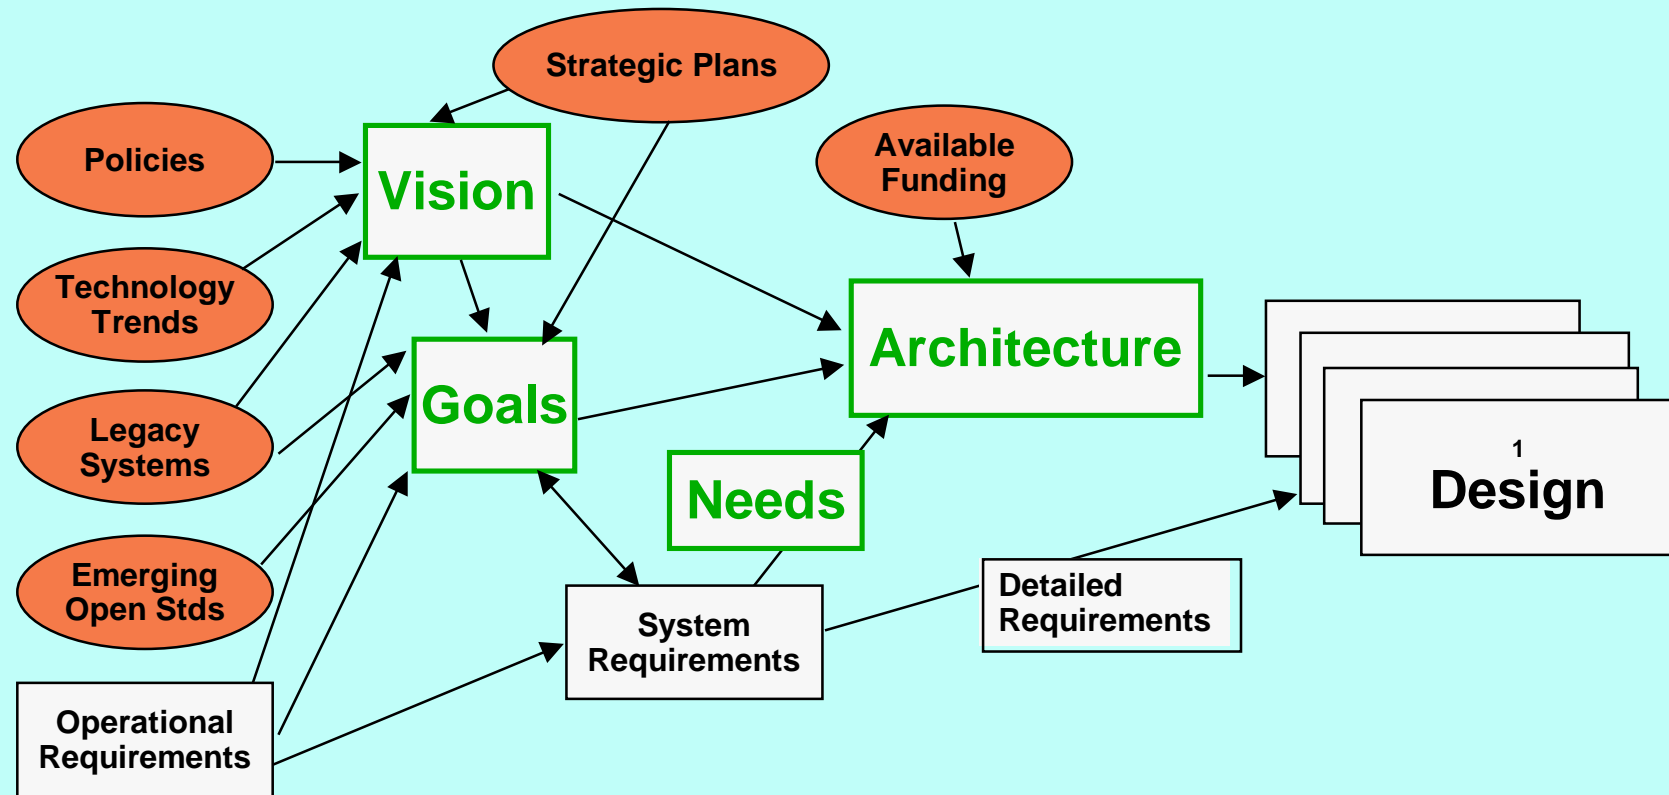 Strategic Plans
Policies
Vision
Available
Funding
Technology
Trends
Architecture
Goals
Legacy
Systems
1
Design
Needs
Emerging
Open Stds
Detailed
Requirements
System
Requirements
Operational
Requirements